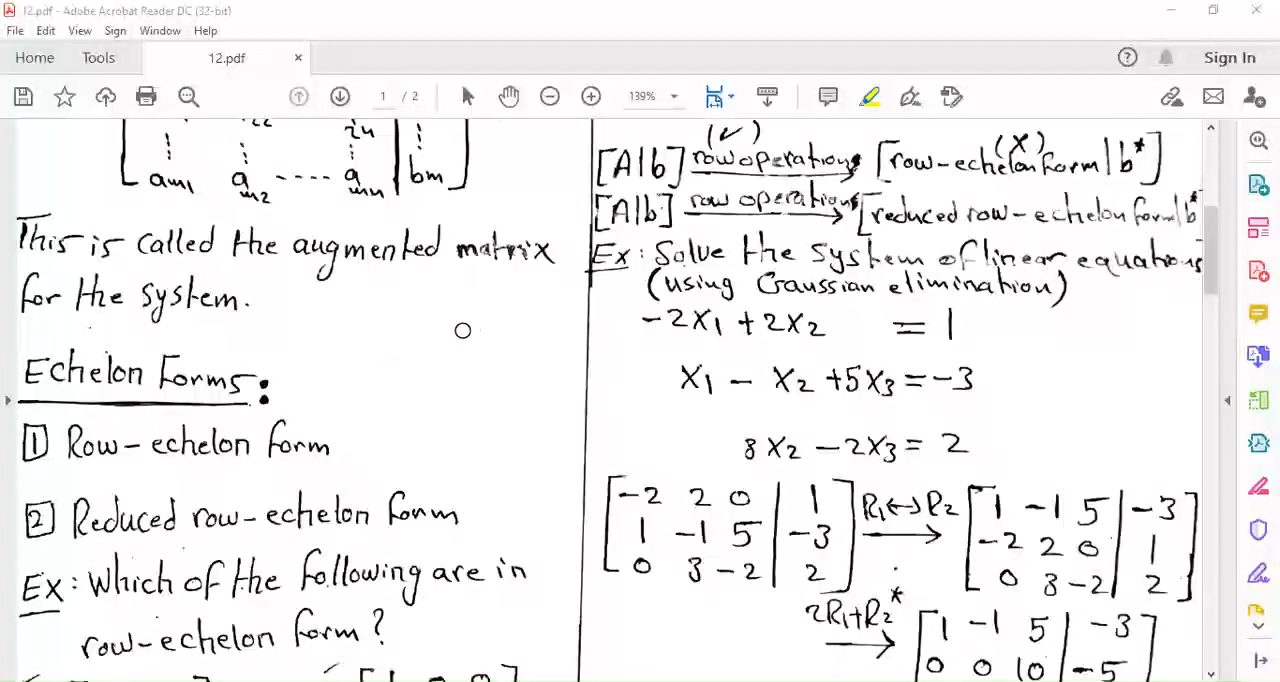 12.pdf - Adobe Acrobat Reader DC (32-bit)
File Edit View Sign Window Help
Home Tools 12.pdf × Sign In
1 / 2 139%
⋮ ⋮ ⋮ | ⋮
am1 am2 ---- amn | bm
This is called the augmented matrix
for the system.
Echelon Forms:
1 Row-echelon form
2 Reduced row-echelon form
Ex: Which of the following are in
row-echelon form?
(✓) (X)
[A|b] row operations → [row-echelon form | b*]
[A|b] row operations → [reduced row-echelon form | b*
Ex: Solve the system of linear equations
(using Gaussian elimination)
-2X1 + 2X2 = 1
X1 - X2 + 5X3 = -3
8X2 - 2X3 = 2
-2 2 0 | 1 R1↔R2 1 -1 5 | -3
1 -1 5 | -3 → -2 2 0 | 1
0 3 -2 | 2 0 3 -2 | 2
2R1+R2* → 1 -1 5 | -3
0 0 10 | -5